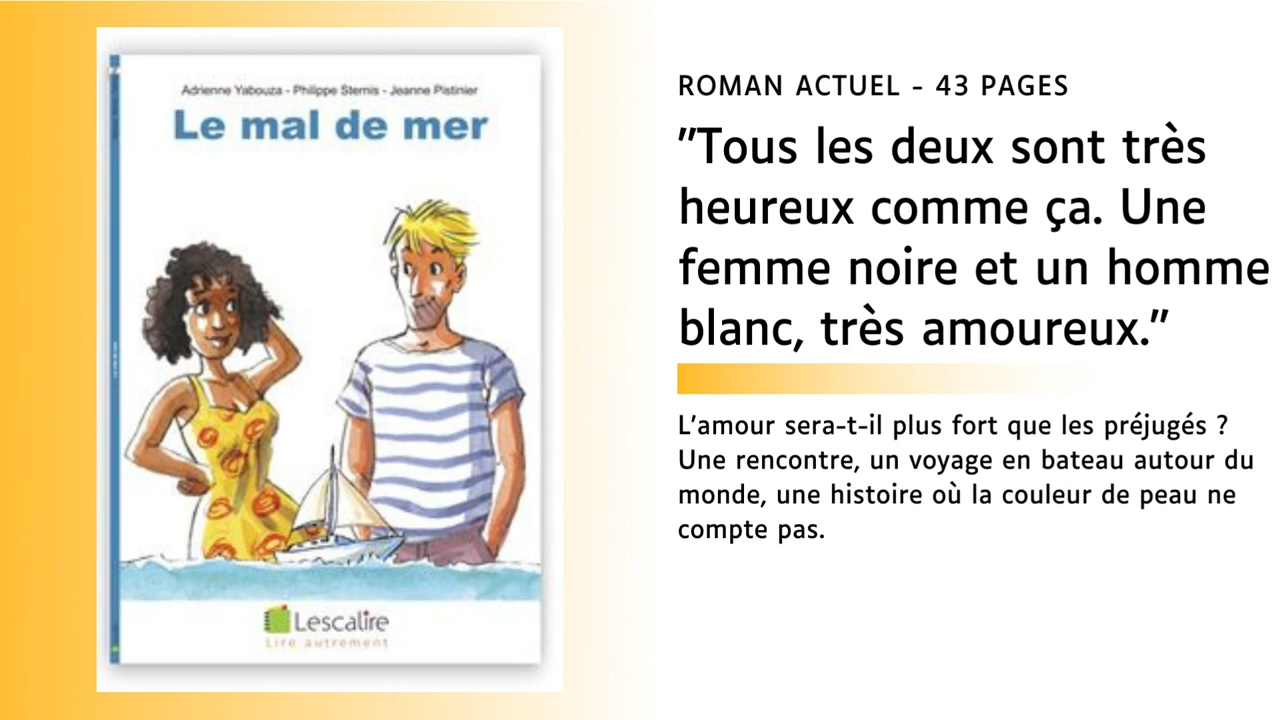 Adrienne Yabouza - Philippe Sternis - Jeanne Pistinier
Le mal de mer
Lescalire
Lire autrement
ROMAN ACTUEL - 43 PAGES
"Tous les deux sont très
heureux comme ça. Une
femme noire et un homme
blanc, très amoureux."
L'amour sera-t-il plus fort que les préjugés ?
Une rencontre, un voyage en bateau autour du
monde, une histoire où la couleur de peau ne
compte pas.